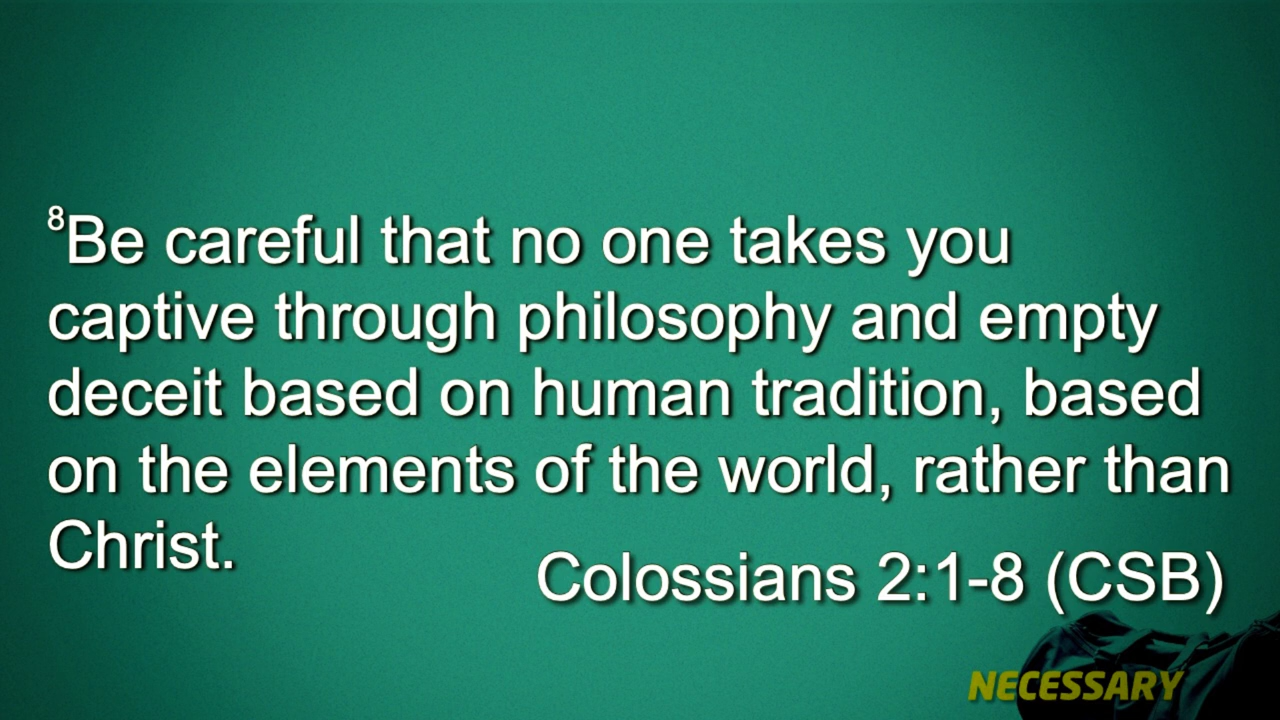 ⁸Be careful that no one takes you
captive through philosophy and empty
deceit based on human tradition, based
on the elements of the world, rather than
Christ.
Colossians 2:1-8 (CSB)
NECESSARY